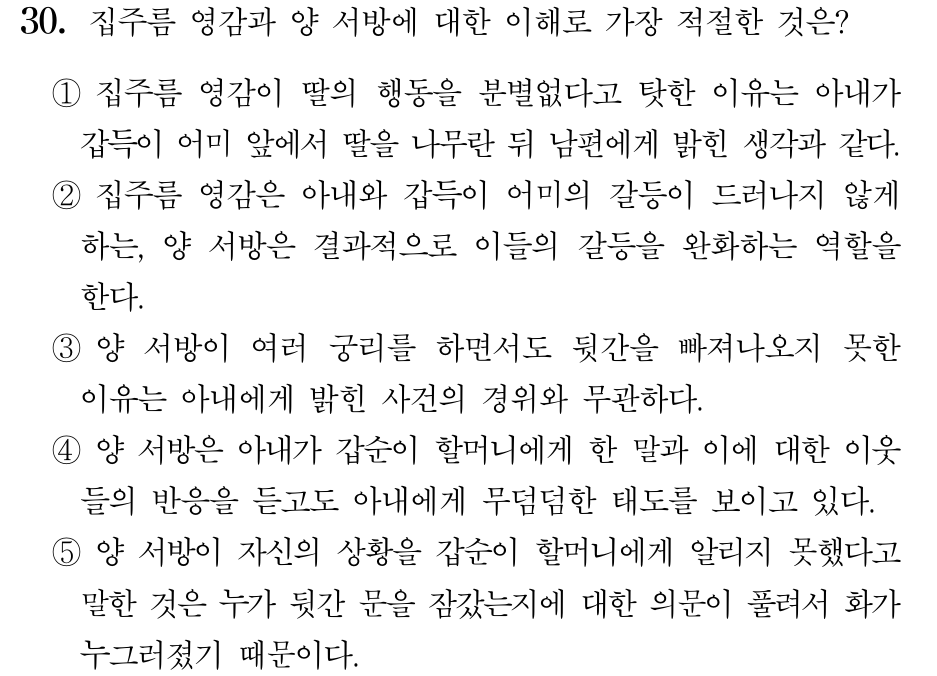 30. 집주름 영감과 양 서방에 대한 이해로 가장 적절한 것은?
① 집주름 영감이 딸의 행동을 분별없다고 탓한 이유는 아내가
갑득이 어미 앞에서 딸을 나무란 뒤 남편에게 밝힌 생각과 같다.
② 집주름 영감은 아내와 갑득이 어미의 갈등이 드러나지 않게
하는, 양 서방은 결과적으로 이들의 갈등을 완화하는 역할을
한다.
③ 양 서방이 여러 궁리를 하면서도 뒷간을 빠져나오지 못한
이유는 아내에게 밝힌 사건의 경위와 무관하다.
④ 양 서방은 아내가 갑순이 할머니에게 한 말과 이에 대한 이웃
들의 반응을 듣고도 아내에게 무덤덤한 태도를 보이고 있다.
⑤ 양 서방이 자신의 상황을 갑순이 할머니에게 알리지 못했다고
말한 것은 누가 뒷간 문을 잠갔는지에 대한 의문이 풀려서 화가
누그러졌기 때문이다.